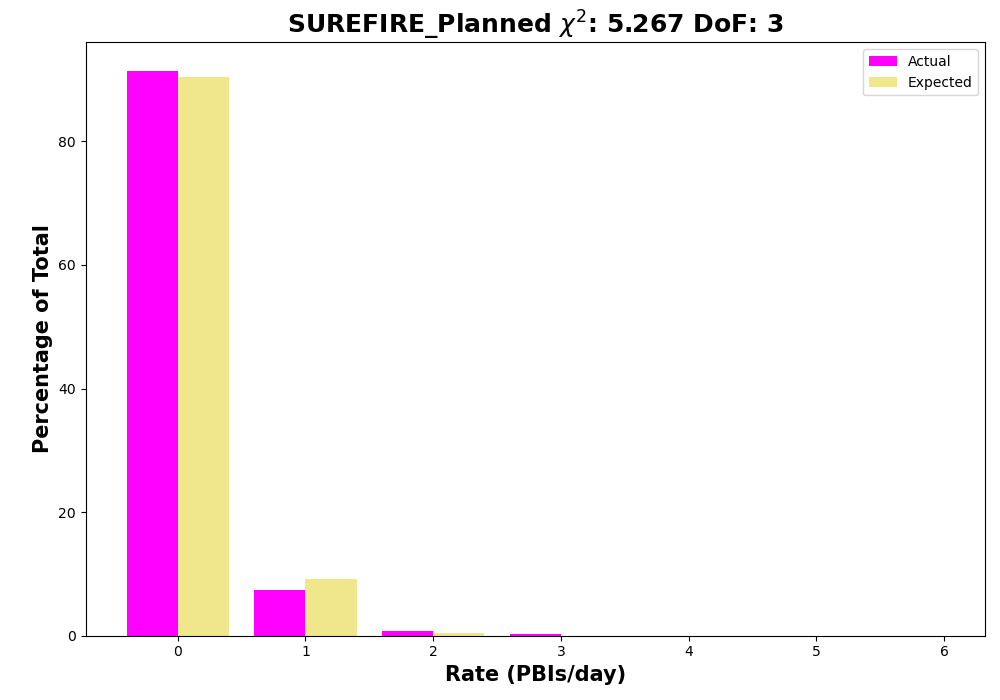 SUREFIRE_Planned χ²: 5.267 DoF: 3
Actual
Expected
Percentage of Total
80
60
40
20
0
0 1 2 3 4 5 6
Rate (PBIs/day)